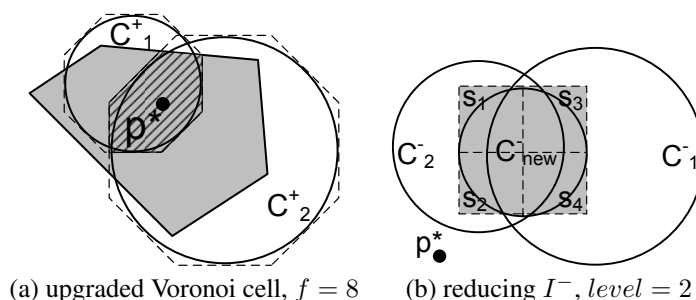 C⁺₁
p*
C⁺₂
(a) upgraded Voronoi cell, f = 8
s₁ s₃
C⁻₂ C⁻new C⁻₁
s₂ s₄
p*
(b) reducing I⁻, level = 2